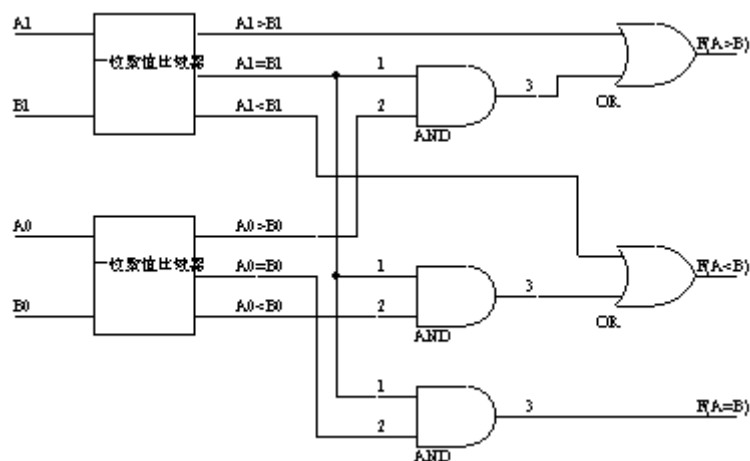 A1
A1>B1
F(A>B)
一位数值比较器
A1=B1
1
3
B1
A1<B1
2
AND
OR
A0
A0>B0
一位数值比较器
A0=B0
1
3
F(A<B)
B0
A0<B0
2
AND
OR
1
3
F(A=B)
2
AND